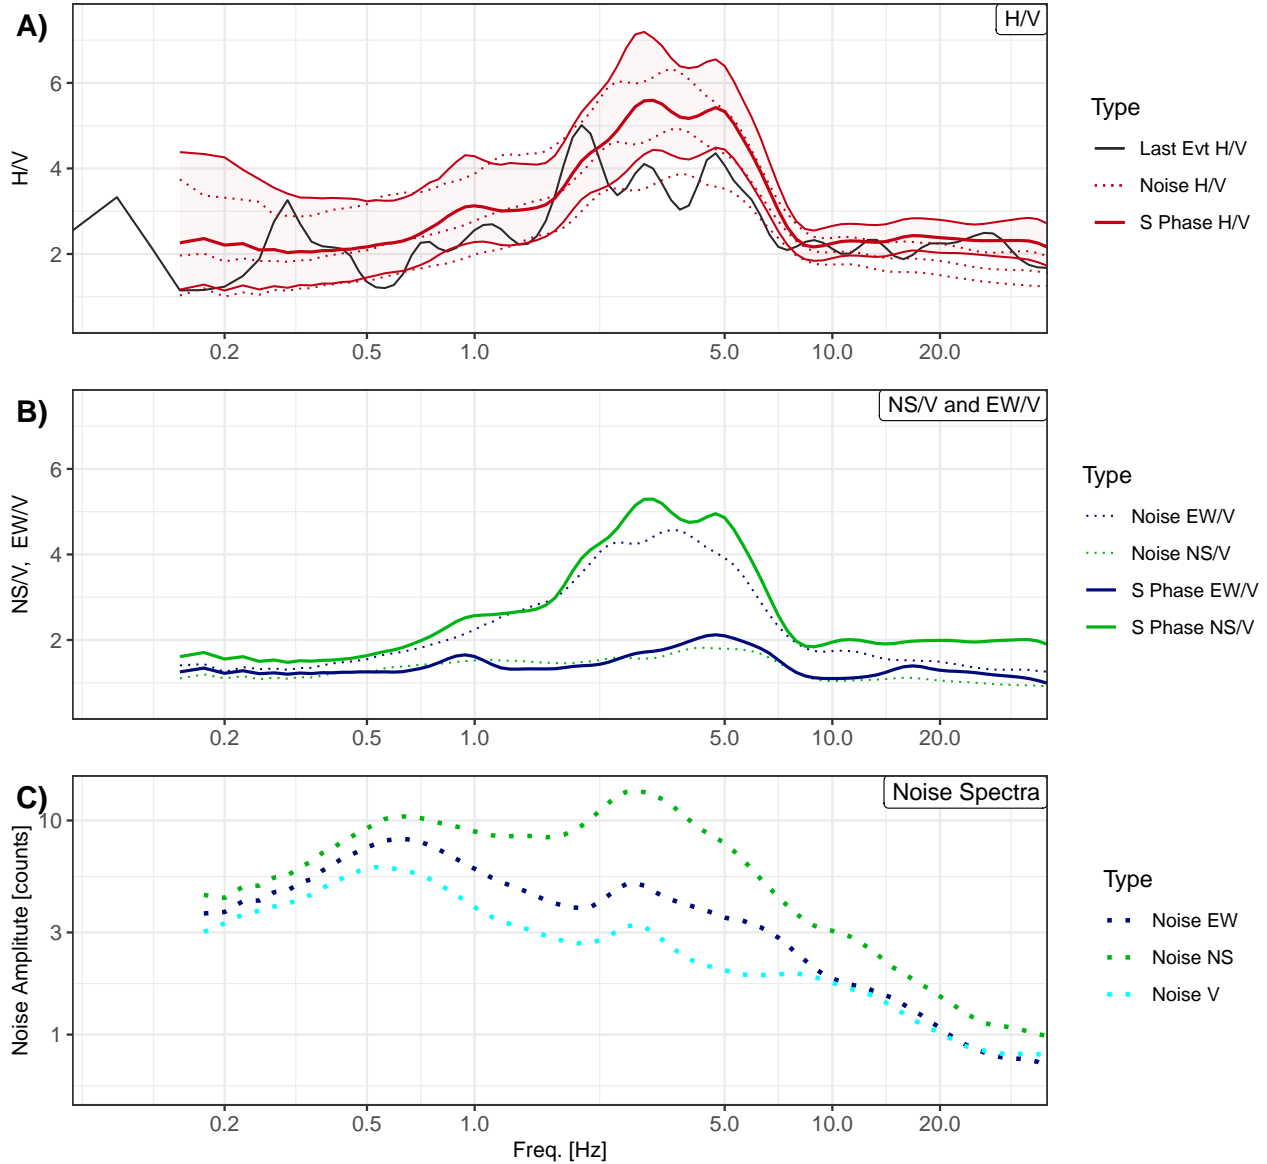 A)
H/V
6
4
2
H/V
0.2 0.5 1.0 5.0 10.0 20.0
Type
Last Evt H/V
Noise H/V
S Phase H/V
B)
NS/V and EW/V
6
4
2
NS/V, EW/V
0.2 0.5 1.0 5.0 10.0 20.0
Type
Noise EW/V
Noise NS/V
S Phase EW/V
S Phase NS/V
C)
Noise Spectra
10
3
1
Noise Amplitute [counts]
0.2 0.5 1.0 5.0 10.0 20.0
Freq. [Hz]
Type
Noise EW
Noise NS
Noise V